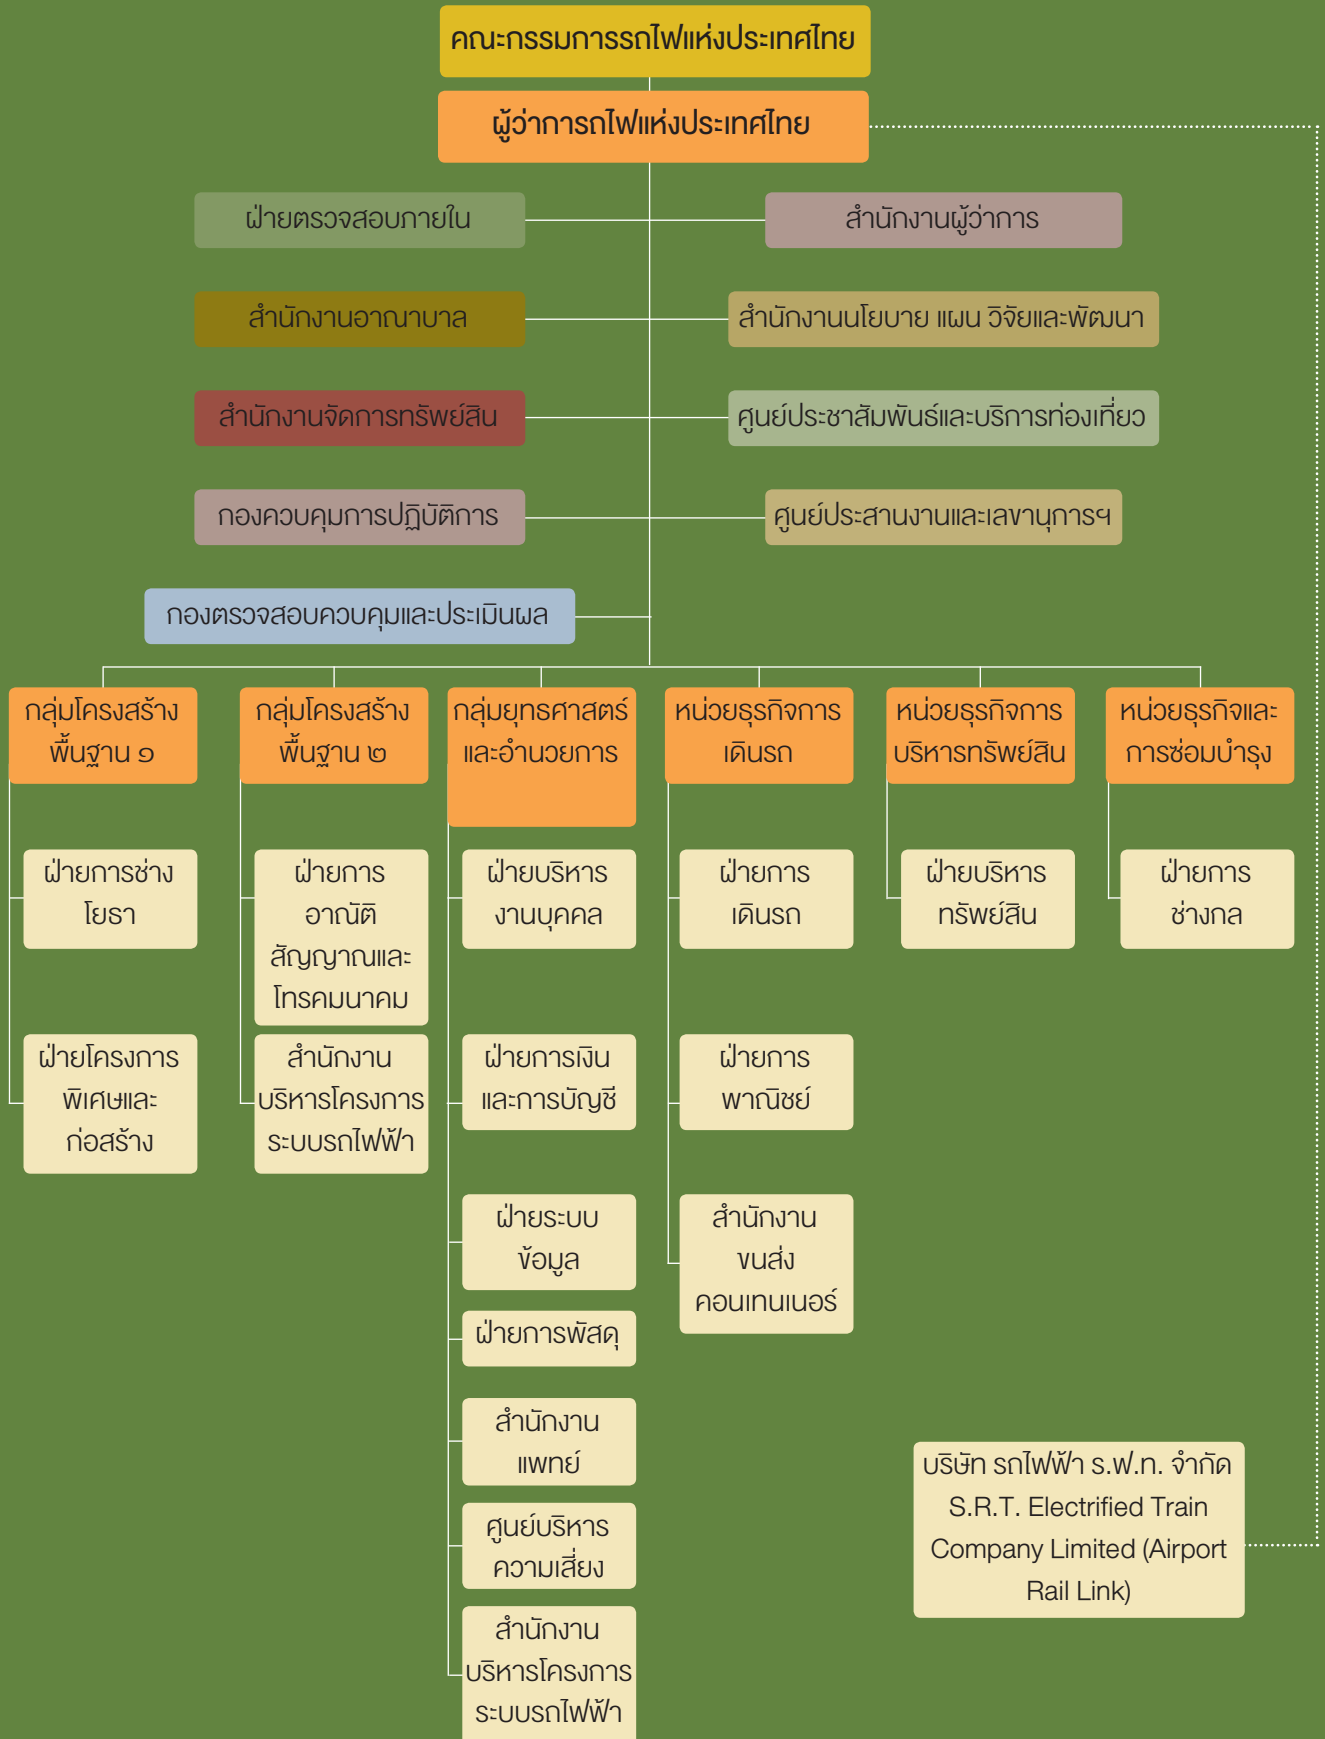 คณะกรรมการรถไฟแห่งประเทศไทย
ผู้ว่าการถไฟแห่งประเทศไทย
ฝ่ายตรวจสอบภายใน
สำนักงานผู้ว่าการ
สำนักงานอาณาบาล
สำนักงานนโยบาย แผน วิจัยและพัฒนา
สำนักงานจัดการทรัพย์สิน
ศูนย์ประชาสัมพันธ์และบริการท่องเที่ยว
กองควบคุมการปฏิบัติการ
ศูนย์ประสานงานและเลขานุการฯ
กองตรวจสอบควบคุมและประเมินผล
กลุ่มโครงสร้าง
พื้นฐาน ๑
กลุ่มโครงสร้าง
พื้นฐาน ๒
กลุ่มยุทธศาสตร์
และอำนวยการ
หน่วยธุรกิจการ
เดินรถ
หน่วยธุรกิจการ
บริหารทรัพย์สิน
หน่วยธุรกิจและ
การซ่อมบำรุง
ฝ่ายการช่าง
โยธา
ฝ่ายโครงการ
พิเศษและ
ก่อสร้าง
ฝ่ายการ
อาณัติ
สัญญาณและ
โทรคมนาคม
สำนักงาน
บริหารโครงการ
ระบบรถไฟฟ้า
ฝ่ายบริหาร
งานบุคคล
ฝ่ายการเงิน
และการบัญชี
ฝ่ายระบบ
ข้อมูล
ฝ่ายการพัสดุ
สำนักงาน
แพทย์
ศูนย์บริหาร
ความเสี่ยง
สำนักงาน
บริหารโครงการ
ระบบรถไฟฟ้า
ฝ่ายการ
เดินรถ
ฝ่ายการ
พาณิชย์
สำนักงาน
ขนส่ง
คอนเทนเนอร์
ฝ่ายบริหาร
ทรัพย์สิน
ฝ่ายการ
ช่างกล
บริษัท รถไฟฟ้า ร.ฟ.ท. จำกัด
S.R.T. Electrified Train
Company Limited (Airport
Rail Link)